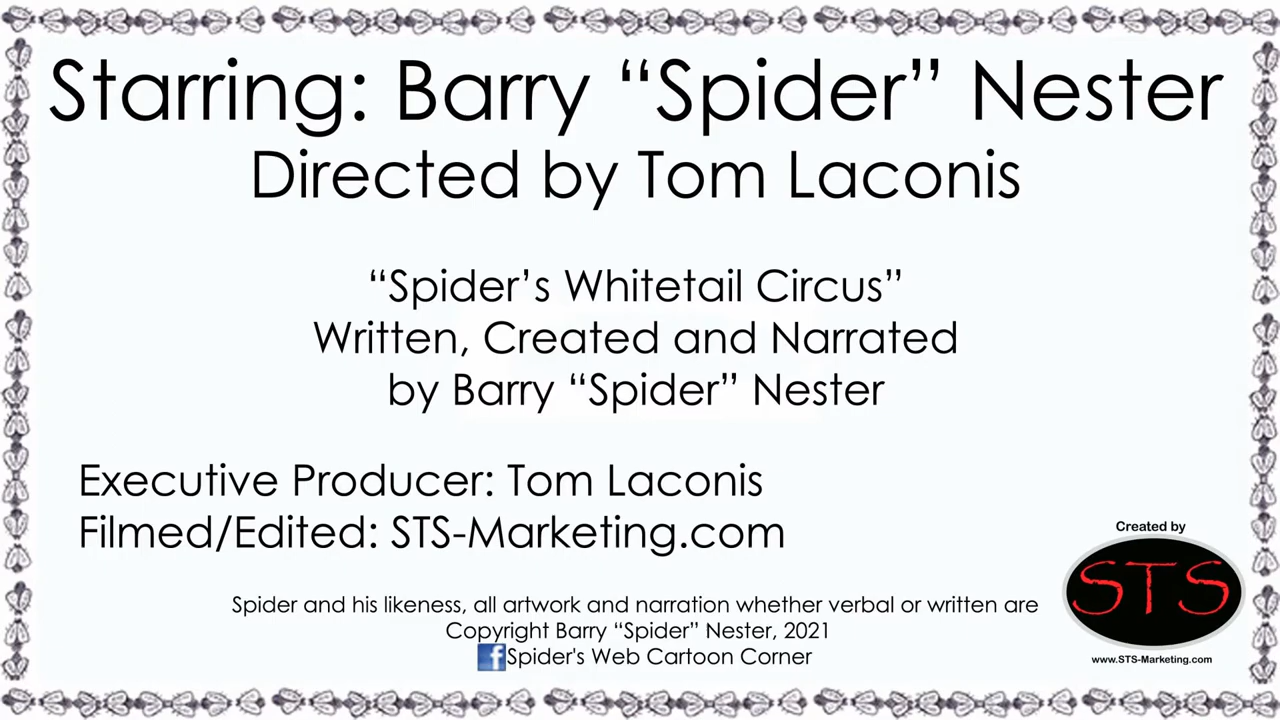 Starring: Barry “Spider” Nester
Directed by Tom Laconis
“Spider’s Whitetail Circus”
Written, Created and Narrated
by Barry “Spider” Nester
Executive Producer: Tom Laconis
Filmed/Edited: STS-Marketing.com
Created by
STS
www.STS-Marketing.com
Spider and his likeness, all artwork and narration whether verbal or written are
Copyright Barry “Spider” Nester, 2021
Spider's Web Cartoon Corner